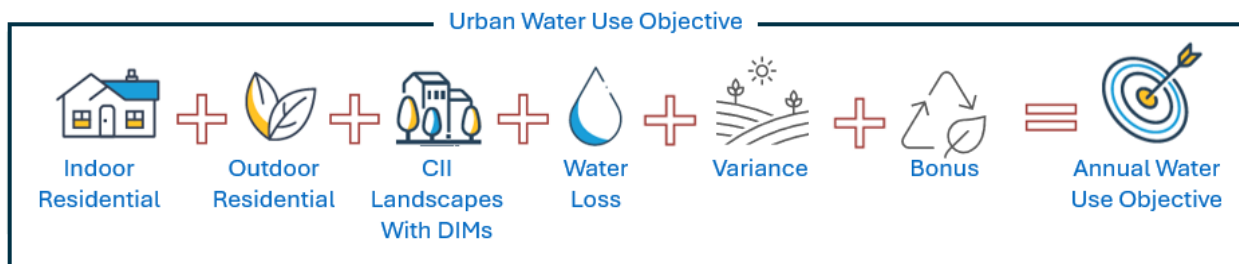 Urban Water Use Objective
Indoor
Residential
Outdoor
Residential
CII
Landscapes
With DIMs
Water
Loss
Variance
Bonus
Annual Water
Use Objective